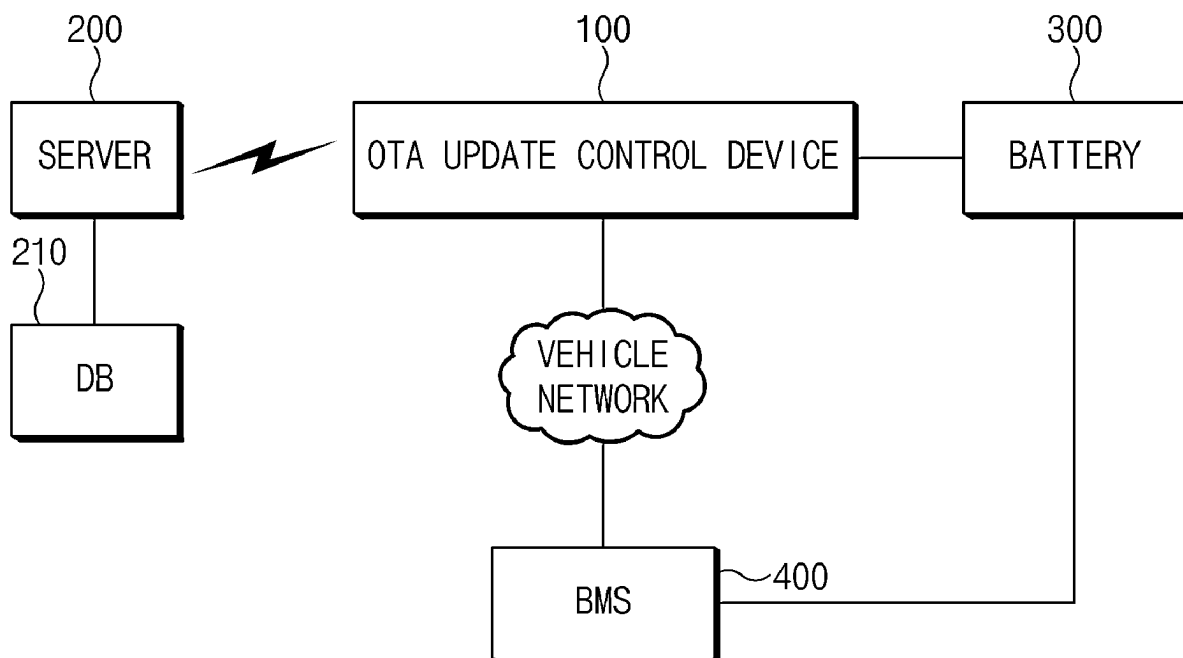 200
100
300
SERVER
OTA UPDATE CONTROL DEVICE
BATTERY
210
DB
VEHICLE
NETWORK
BMS
400